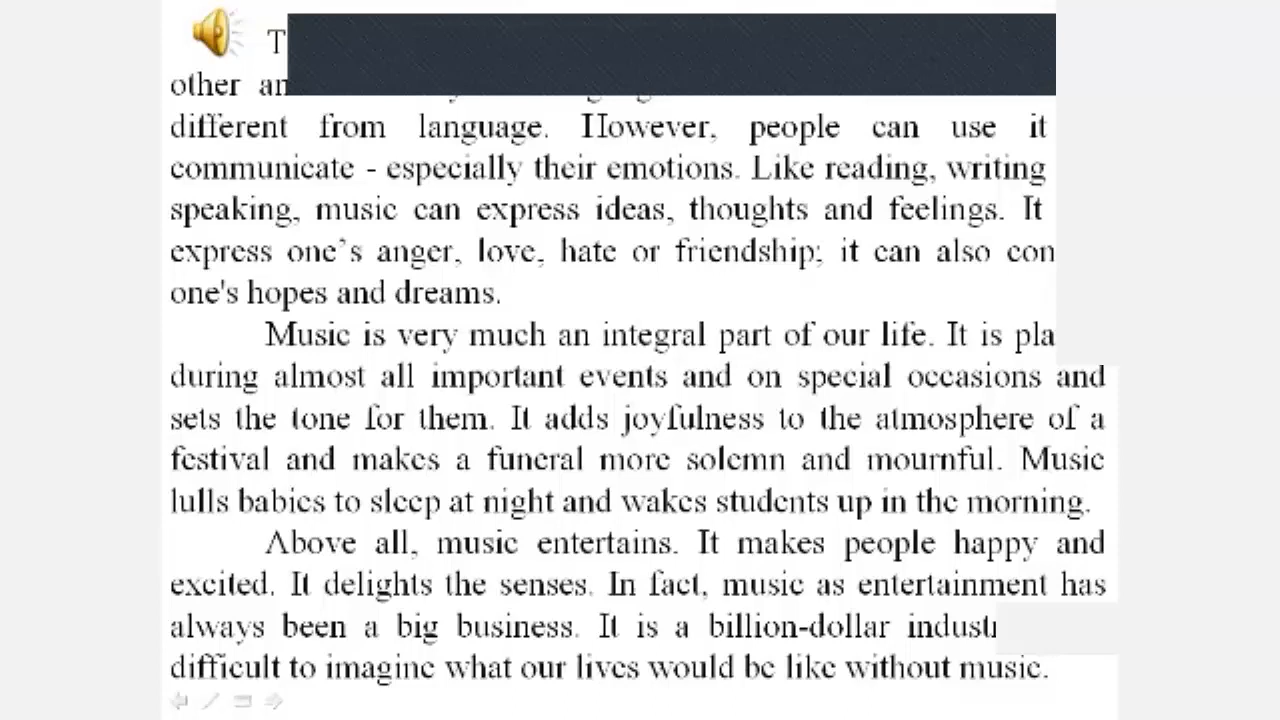 T
other an
different from language. However, people can use it
communicate - especially their emotions. Like reading, writing
speaking, music can express ideas, thoughts and feelings. It
express one's anger, love, hate or friendship; it can also con
one's hopes and dreams.
Music is very much an integral part of our life. It is pla
during almost all important events and on special occasions and
sets the tone for them. It adds joyfulness to the atmosphere of a
festival and makes a funeral more solemn and mournful. Music
lulls babies to sleep at night and wakes students up in the morning.
Above all, music entertains. It makes people happy and
excited. It delights the senses. In fact, music as entertainment has
always been a big business. It is a billion-dollar industr
difficult to imagine what our lives would be like without music.